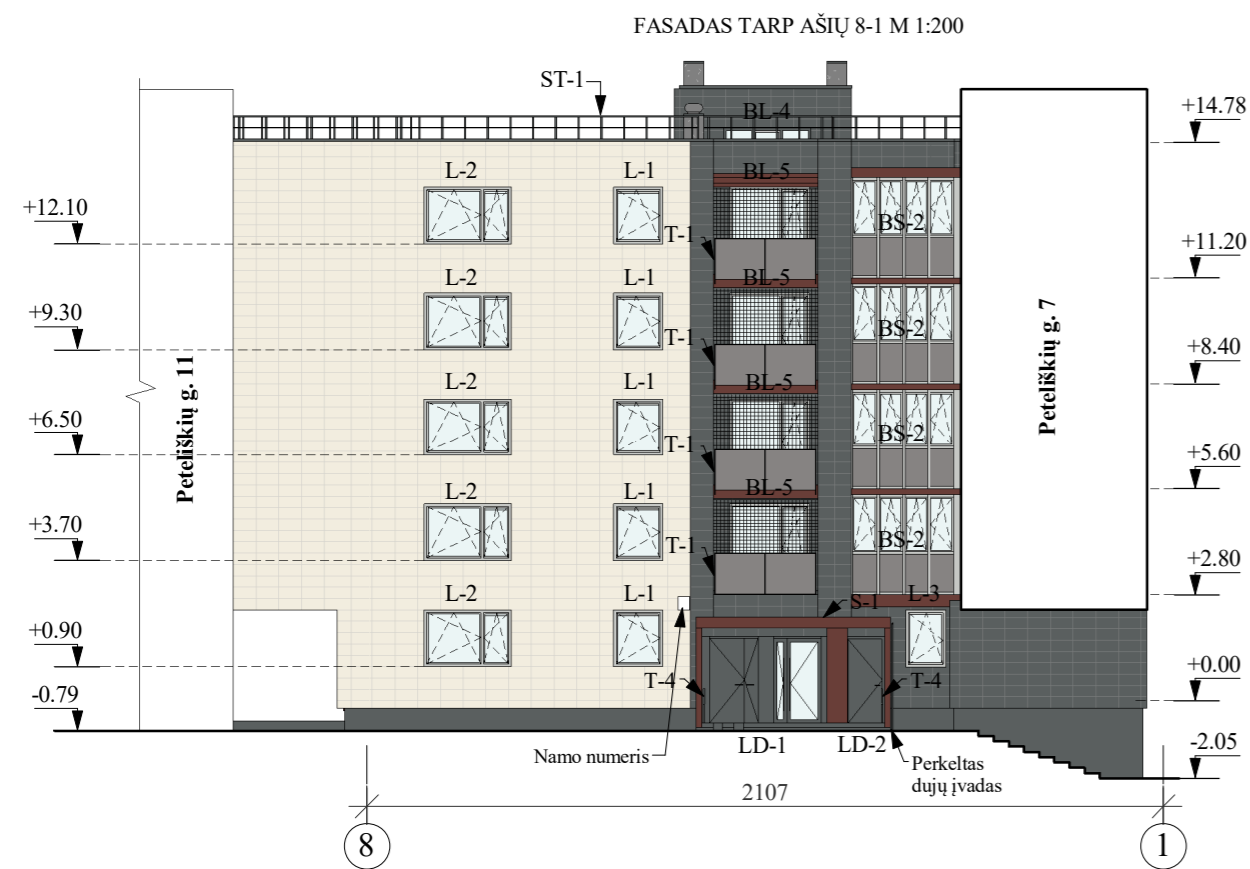 FASADAS TARP AŠIŲ 8-1 M 1:200
ST-1
BL-4
+14.78
L-2
L-1
BL-5
+12.10
T-1
BS-2
+11.20
L-2
L-1
BL-5
+9.30
T-1
BS-2
+8.40
Peteliškių g. 11
Peteliškių g. 7
L-2
L-1
BL-5
+6.50
T-1
BS-2
+5.60
L-2
L-1
BL-5
+3.70
T-1
BS-2
+2.80
L-2
L-1
S-1
L-3
+0.90
+0.00
T-4
T-4
-0.79
-2.05
Namo numeris
LD-1
LD-2
Perkeltas
dujų įvadas
2107
8
1